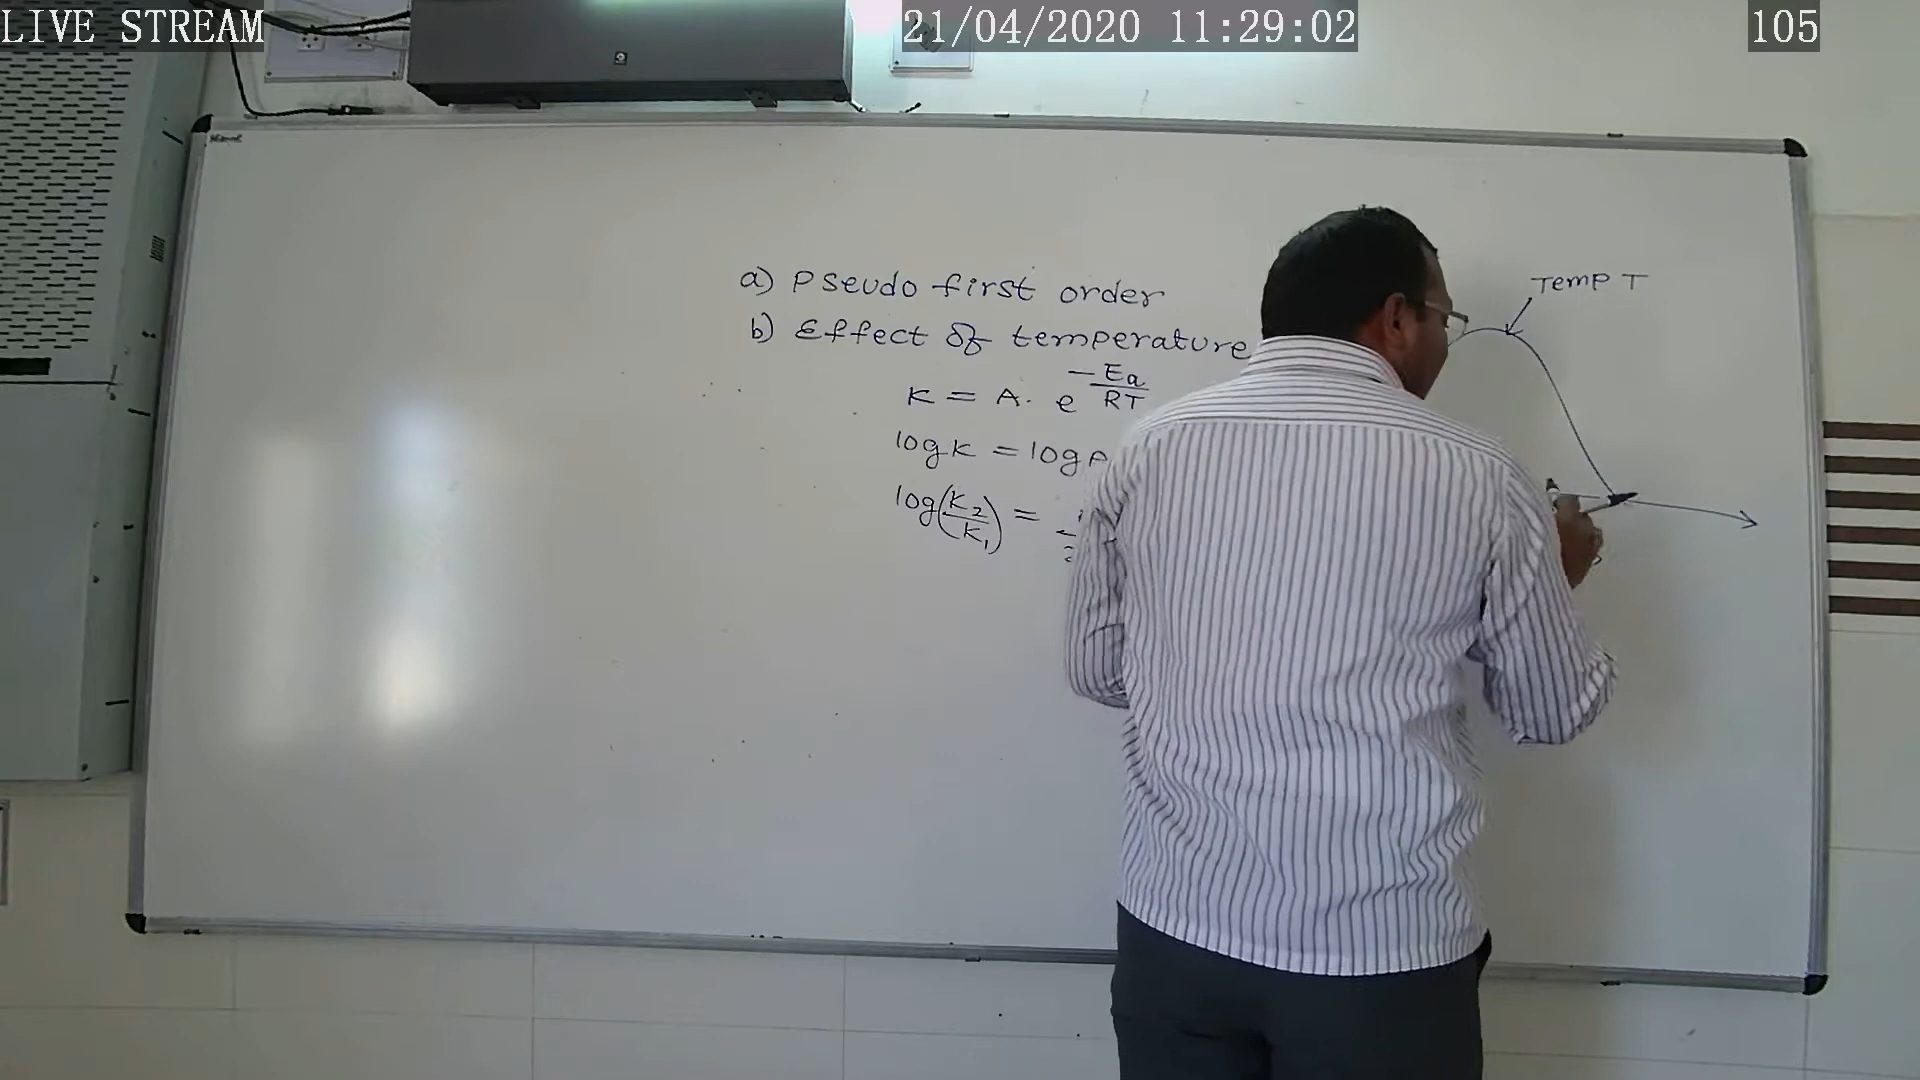 LIVE STREAM
21/04/2020 11:29:02
105
a) Pseudo first order
b) Effect of temperature
K = A. e^(-Ea/RT)
log K = log A
log(K₂/K₁) =
Temp T